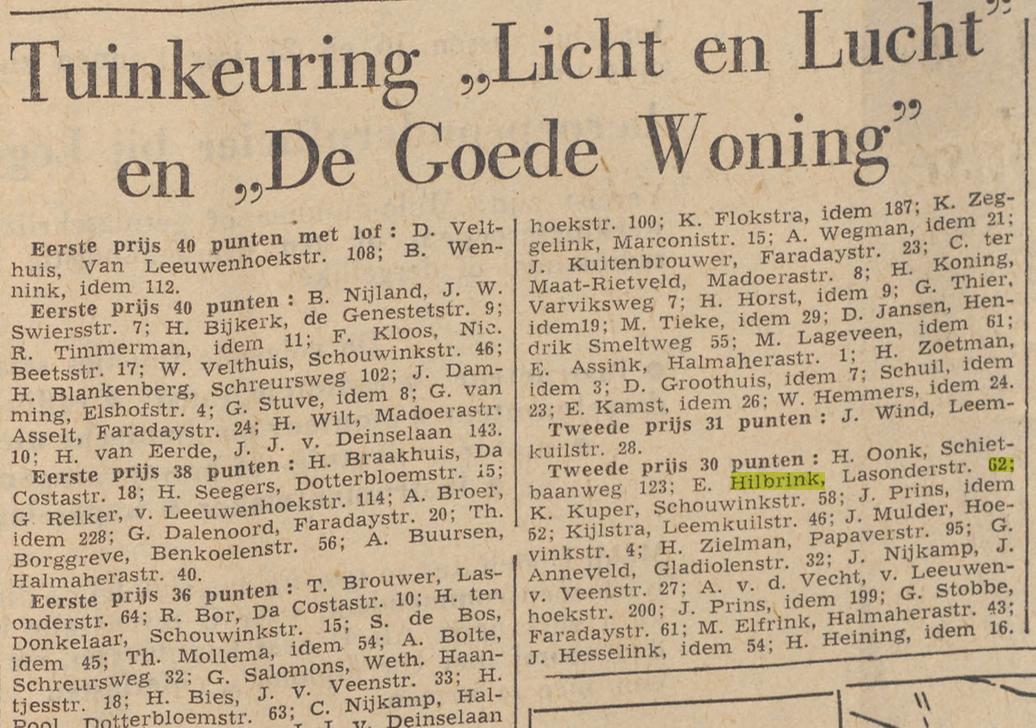 Tuinkeuring „Licht en Lucht”
en „De Goede Woning”
Eerste prijs 40 punten met lof : D. Velt-
huis, Van Leeuwenhoekstr. 108; B. Wen-
nink, idem 112.
Eerste prijs 40 punten : B. Nijland, J. W.
Swiersstr. 7; H. Bijkerk, de Genestetstr. 9;
R. Timmerman, idem 11; F. Kloos, Nic.
Beetsstr. 17; W. Velthuis, Schouwinkstr. 46;
H. Blankenberg, Schreursweg 102; J. Dam-
ming, Elshofstr. 4; G. Stuve, idem 8; G. van
Asselt, Faradaystr. 24; H. Wilt, Madoerastr.
10; H. van Eerde, J. J. v. Deinselaan 143.
Eerste prijs 38 punten : H. Braakhuis, Da
Costastr. 18; H. Seegers, Dotterbloemstr. 15;
G. Relker, v. Leeuwenhoekstr. 114; A. Broer,
idem 228; G. Dalenoord, Faradaystr. 20; Th.
Borggreve, Benkoelenstr. 56; A. Buursen,
Halmaherastr. 40.
Eerste prijs 36 punten : T. Brouwer, Las-
onderstr. 64; R. Bor, Da Costastr. 10; H. ten
Donkelaar, Schouwinkstr. 15; S. de Bos,
idem 45; Th. Mollema, idem 54; A. Bolte,
Schreursweg 32; G. Salomons, Weth. Haan-
tjesstr. 18; H. Bies, J. v. Veenstr. 33; H.
Pool, Dotterbloemstr. 63; C. Nijkamp, Hal-
J. v. Deinselaan
hoekstr. 100; K. Flokstra, idem 187; K. Zeg-
gelink, Marconistr. 15; A. Wegman, idem 21;
J. Kuitenbrouwer, Faradaystr. 23; C. ter
Maat-Rietveld, Madoerastr. 8; H. Koning,
Varviksweg 7; H. Horst, idem 9; G. Thier,
idem19; M. Tieke, idem 29; D. Jansen, Hen-
drik Smeltweg 55; M. Lageveen, idem 61;
E. Assink, Halmaherastr. 1; H. Zoetman,
idem 3; D. Groothuis, idem 7; Schuil, idem
23; E. Kamst, idem 26; W. Hemmers, idem 24.
Tweede prijs 31 punten : J. Wind, Leem-
kuilstr. 28.
Tweede prijs 30 punten : H. Oonk, Schiet-
baanweg 123; E. Hilbrink, Lasonderstr. 62;
K. Kuper, Schouwinkstr. 58; J. Prins, idem
52; Kijlstra, Leemkuilstr. 46; J. Mulder, Hoe-
vinkstr. 4; H. Zielman, Papaverstr. 95; G.
Anneveld, Gladiolenstr. 32; J. Nijkamp, J.
v. Veenstr. 27; A. v. d. Vecht, v. Leeuwen-
hoekstr. 200; J. Prins, idem 199; G. Stobbe,
Faradaystr. 61; M. Elfrink, Halmaherastr. 43;
J. Hesselink, idem 54; H. Heining, idem 16.